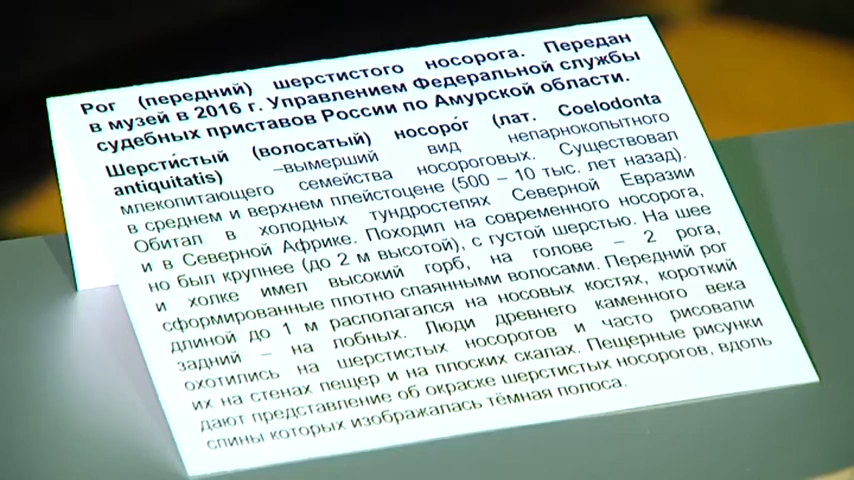 Рог (передний) шерстистого носорога. Передан
в музей в 2016 г. Управлением Федеральной службы
судебных приставов России по Амурской области.
Шерсти́стый (волосатый) носоро́г (лат. Coelodonta
antiquitatis) –вымерший вид непарнокопытного
млекопитающего семейства носороговых. Существовал
в среднем и верхнем плейстоцене (500 – 10 тыс. лет назад).
Обитал в холодных тундростепях Северной Евразии
и в Северной Африке. Походил на современного носорога,
но был крупнее (до 2 м высотой), с густой шерстью. На шее
и холке имел высокий горб, на голове – 2 рога,
сформированные плотно спаянными волосами. Передний рог
длиной до 1 м располагался на носовых костях, короткий
задний – на лобных. Люди древнего каменного века
охотились на шерстистых носорогов и часто рисовали
их на стенах пещер и на плоских скалах. Пещерные рисунки
дают представление об окраске шерстистых носорогов, вдоль
спины которых изображалась тёмная полоса.